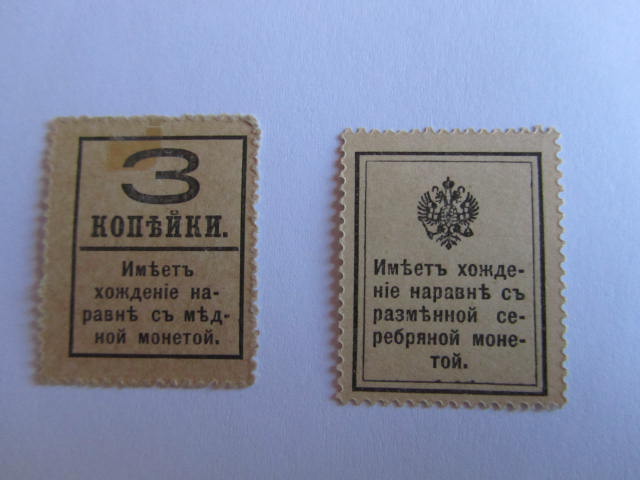 3
КОПѢЙКИ.
Имѣетъ
хожденіе на-
равнѣ съ мѣд-
ной монетой.
Имѣетъ хожде-
ніе наравнѣ съ
размѣнной се-
ребряной моне-
той.